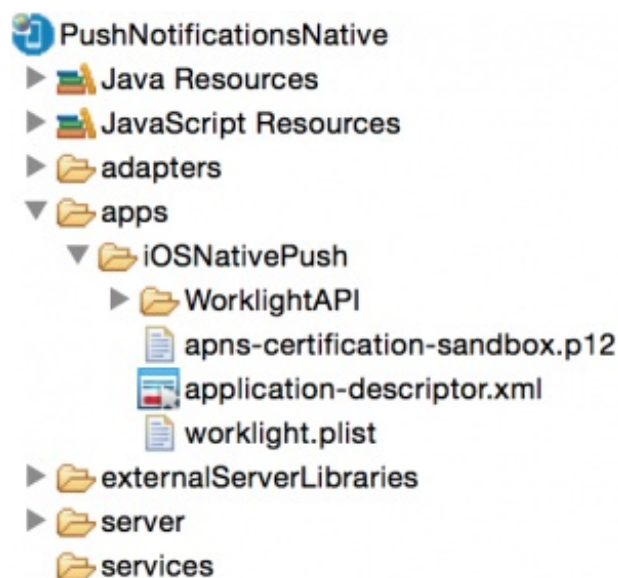 PushNotificationsNative
Java Resources
JavaScript Resources
adapters
apps
iOSNativePush
WorklightAPI
apns-certification-sandbox.p12
application-descriptor.xml
worklight.plist
externalServerLibraries
server
services